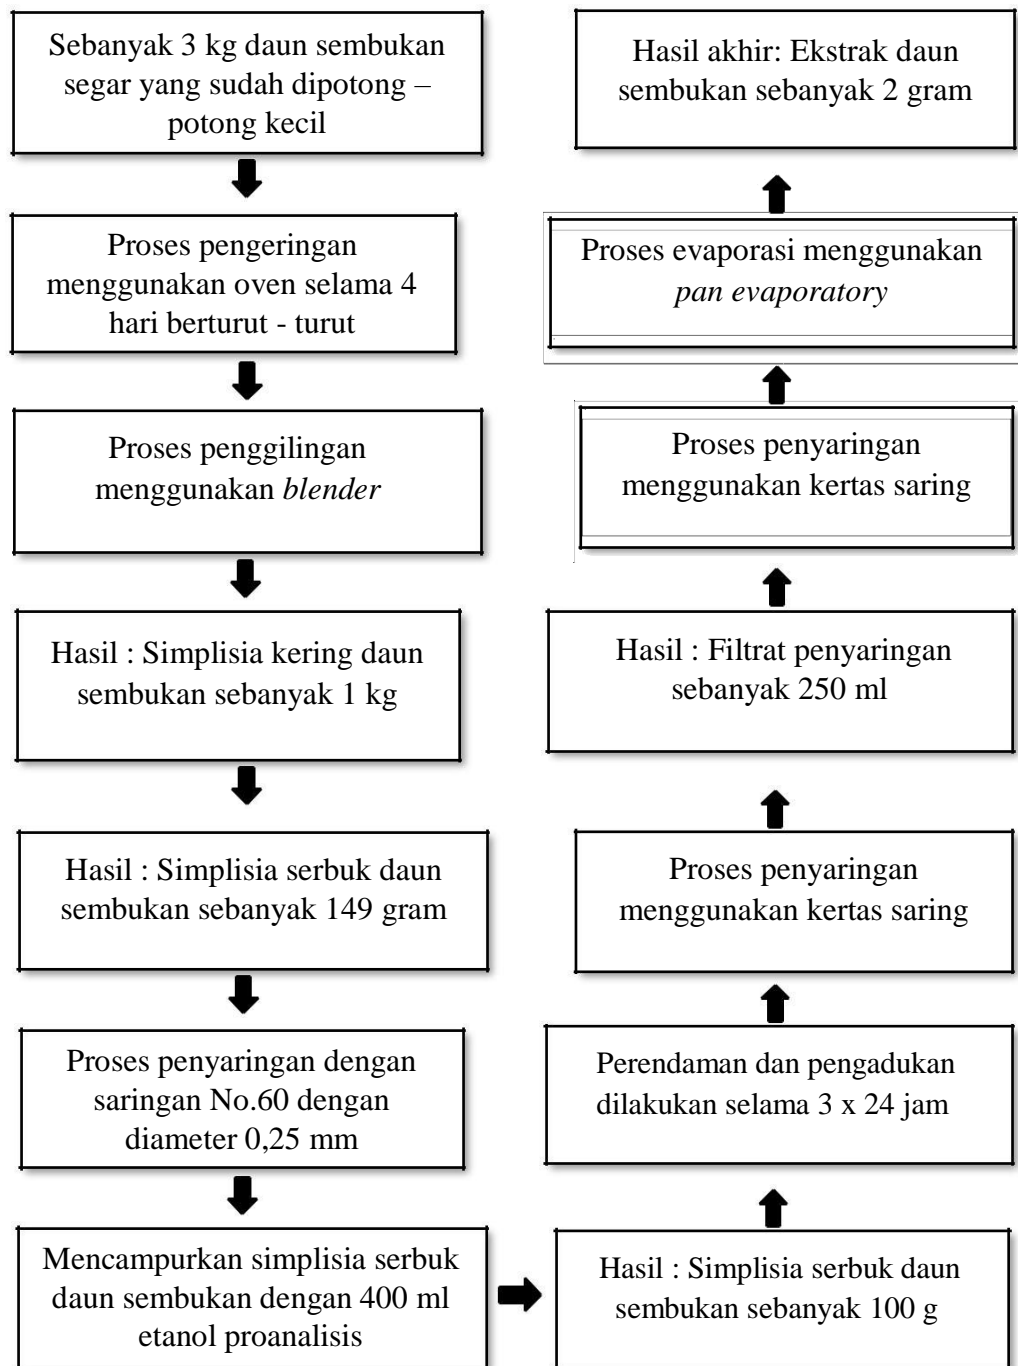 Sebanyak 3 kg daun sembukan
segar yang sudah dipotong –
potong kecil
Proses pengeringan
menggunakan oven selama 4
hari berturut - turut
Proses penggilingan
menggunakan blender
Hasil : Simplisia kering daun
sembukan sebanyak 1 kg
Hasil : Simplisia serbuk daun
sembukan sebanyak 149 gram
Proses penyaringan dengan
saringan No.60 dengan
diameter 0,25 mm
Mencampurkan simplisia serbuk
daun sembukan dengan 400 ml
etanol proanalisis
Hasil : Simplisia serbuk daun
sembukan sebanyak 100 g
Perendaman dan pengadukan
dilakukan selama 3 x 24 jam
Proses penyaringan
menggunakan kertas saring
Hasil : Filtrat penyaringan
sebanyak 250 ml
Proses penyaringan
menggunakan kertas saring
Proses evaporasi menggunakan
pan evaporatory
Hasil akhir: Ekstrak daun
sembukan sebanyak 2 gram